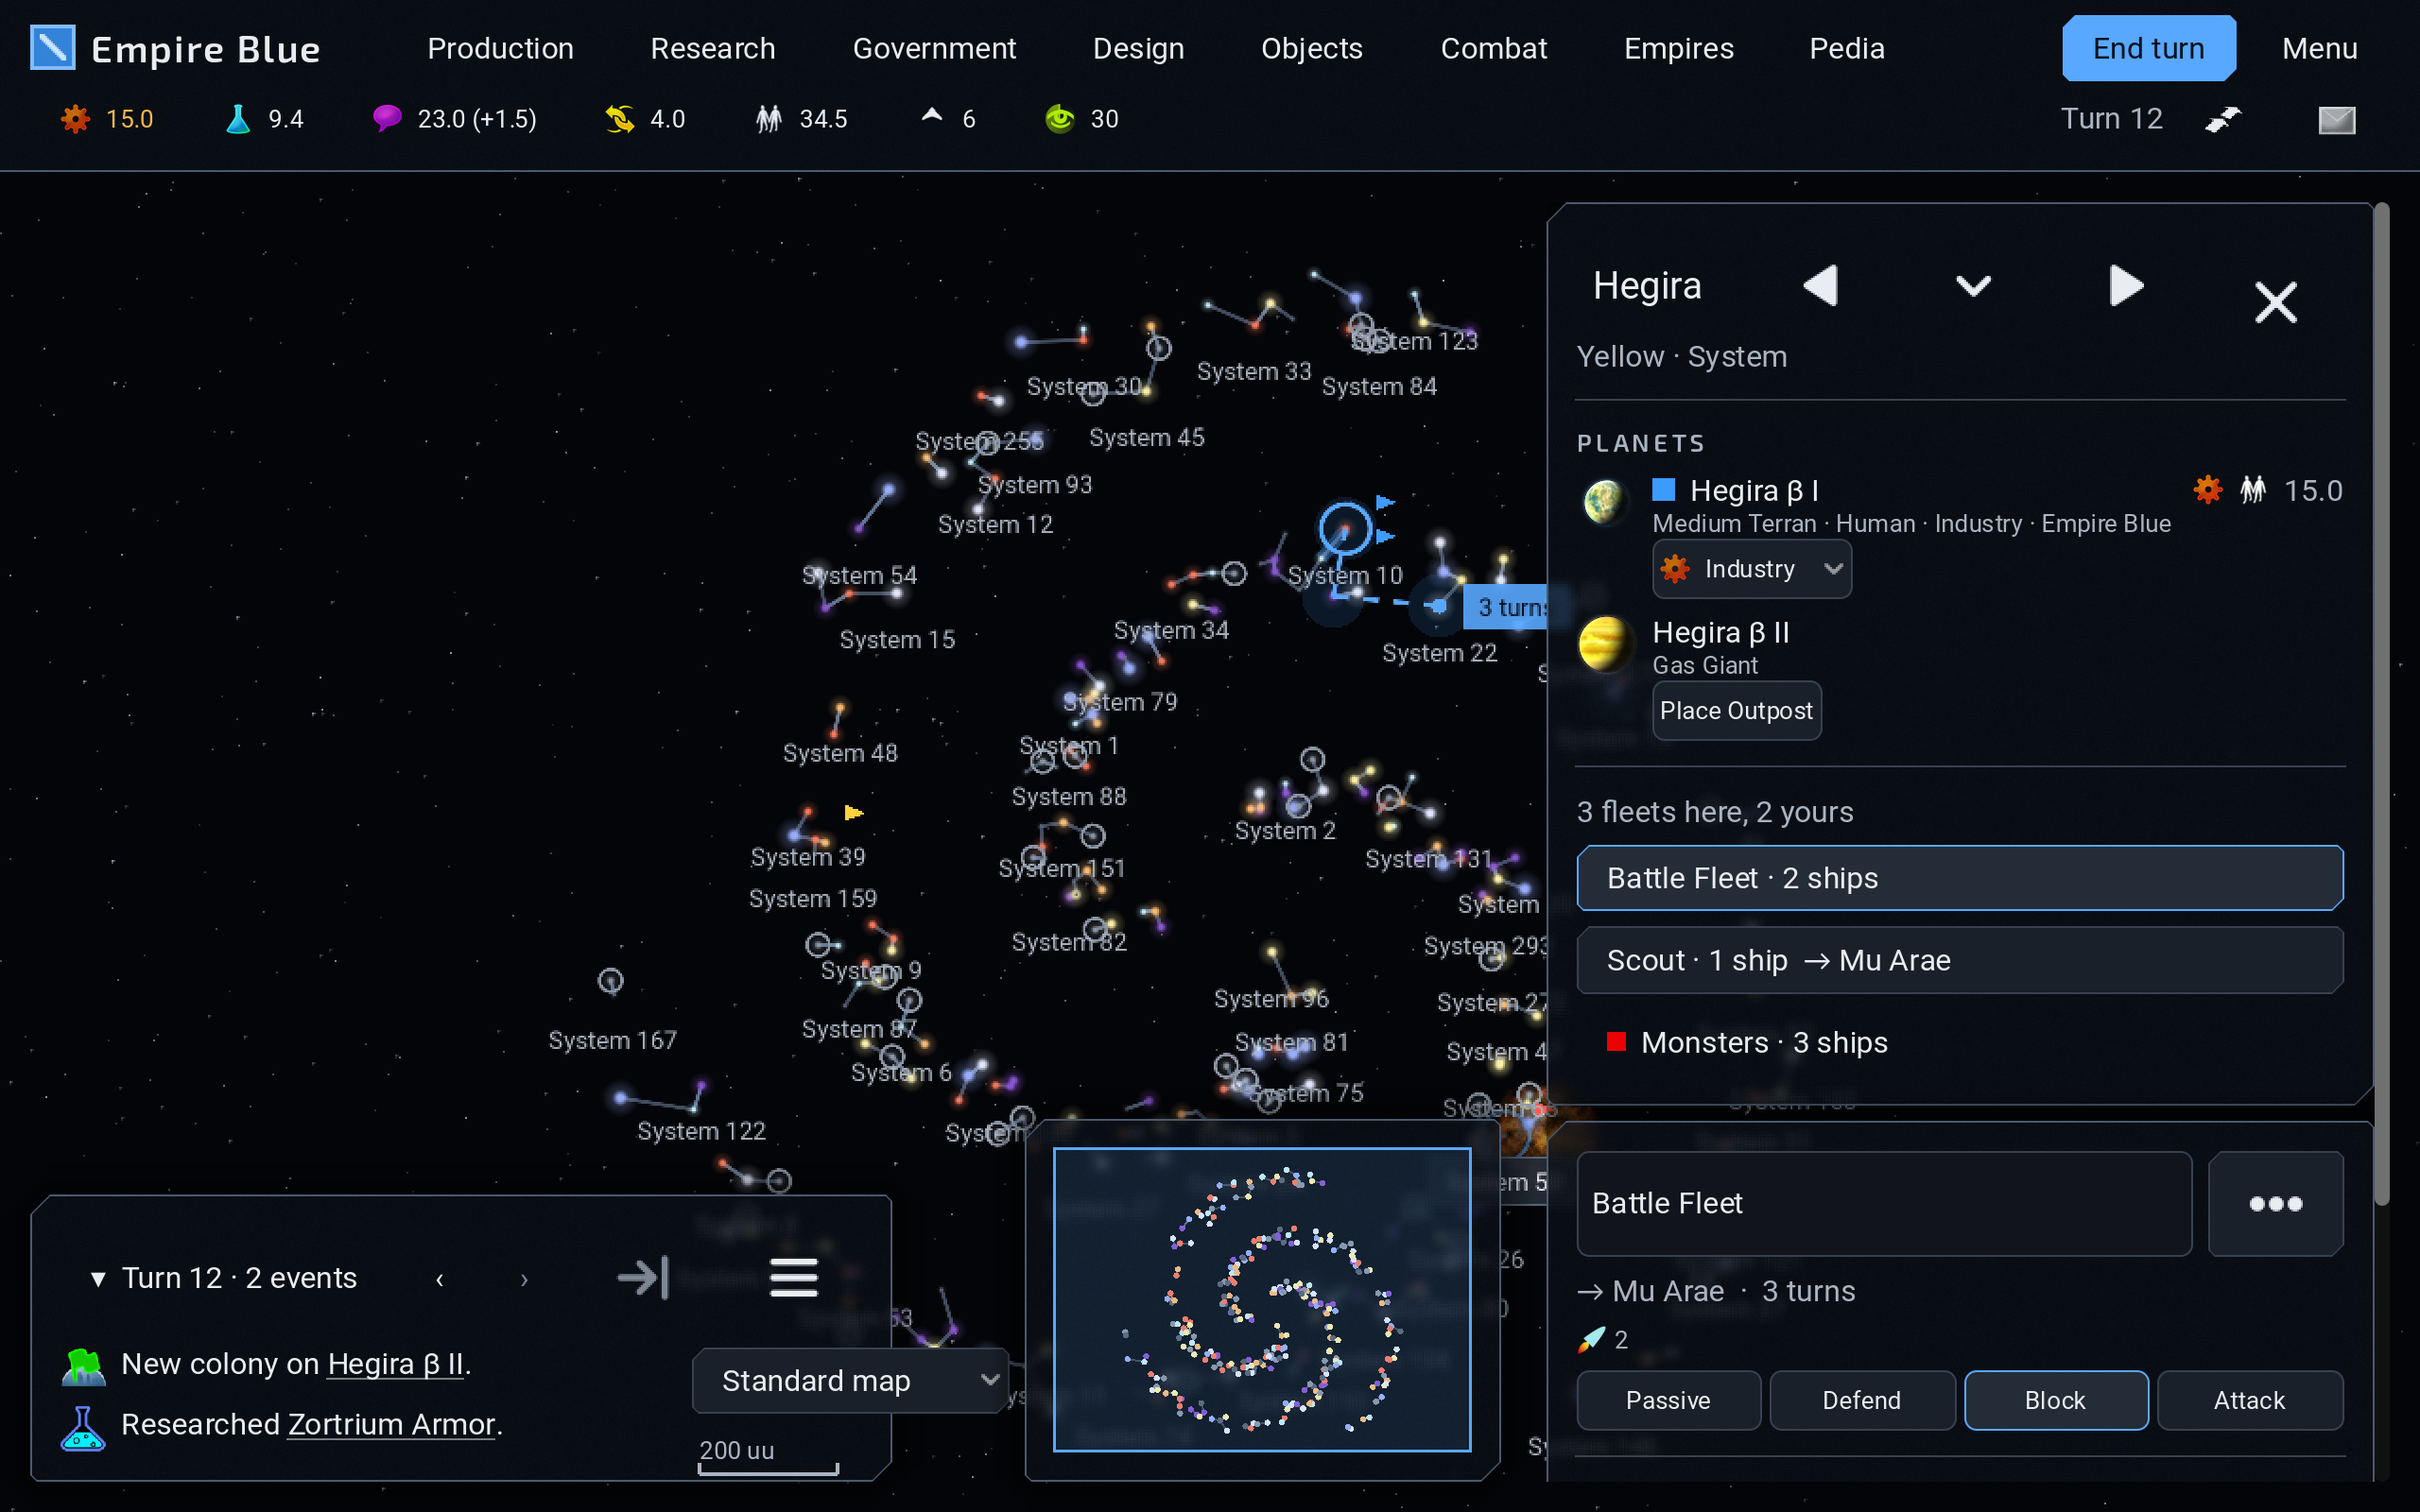 Empire Blue Production Research Government Design Objects Combat Empires Pedia End turn Menu
15.0 9.4 23.0 (+1.5) 4.0 34.5 6 30 Turn 12
System 123
System 33
System 30
System 84
System 255
System 45
System 93
System 12
System 54
System 10
System 34
System 15
3 turns
System 22
System 79
System 1
System 48
System 88
System 2
System 39
System 131
System 151
System 159
System
System 82
System 293
System 9
System 96
System 87
System 167
System 81
System 6
System 75
System 122
Hegira
Yellow · System
PLANETS
Hegira β I 15.0
Medium Terran · Human · Industry · Empire Blue
Industry
Hegira β II
Gas Giant
Place Outpost
3 fleets here, 2 yours
Battle Fleet · 2 ships
Scout · 1 ship → Mu Arae
Monsters · 3 ships
Battle Fleet
→ Mu Arae · 3 turns
2
Passive Defend Block Attack
Turn 12 · 2 events
New colony on Hegira β II.
Researched Zortrium Armor.
Standard map
200 uu